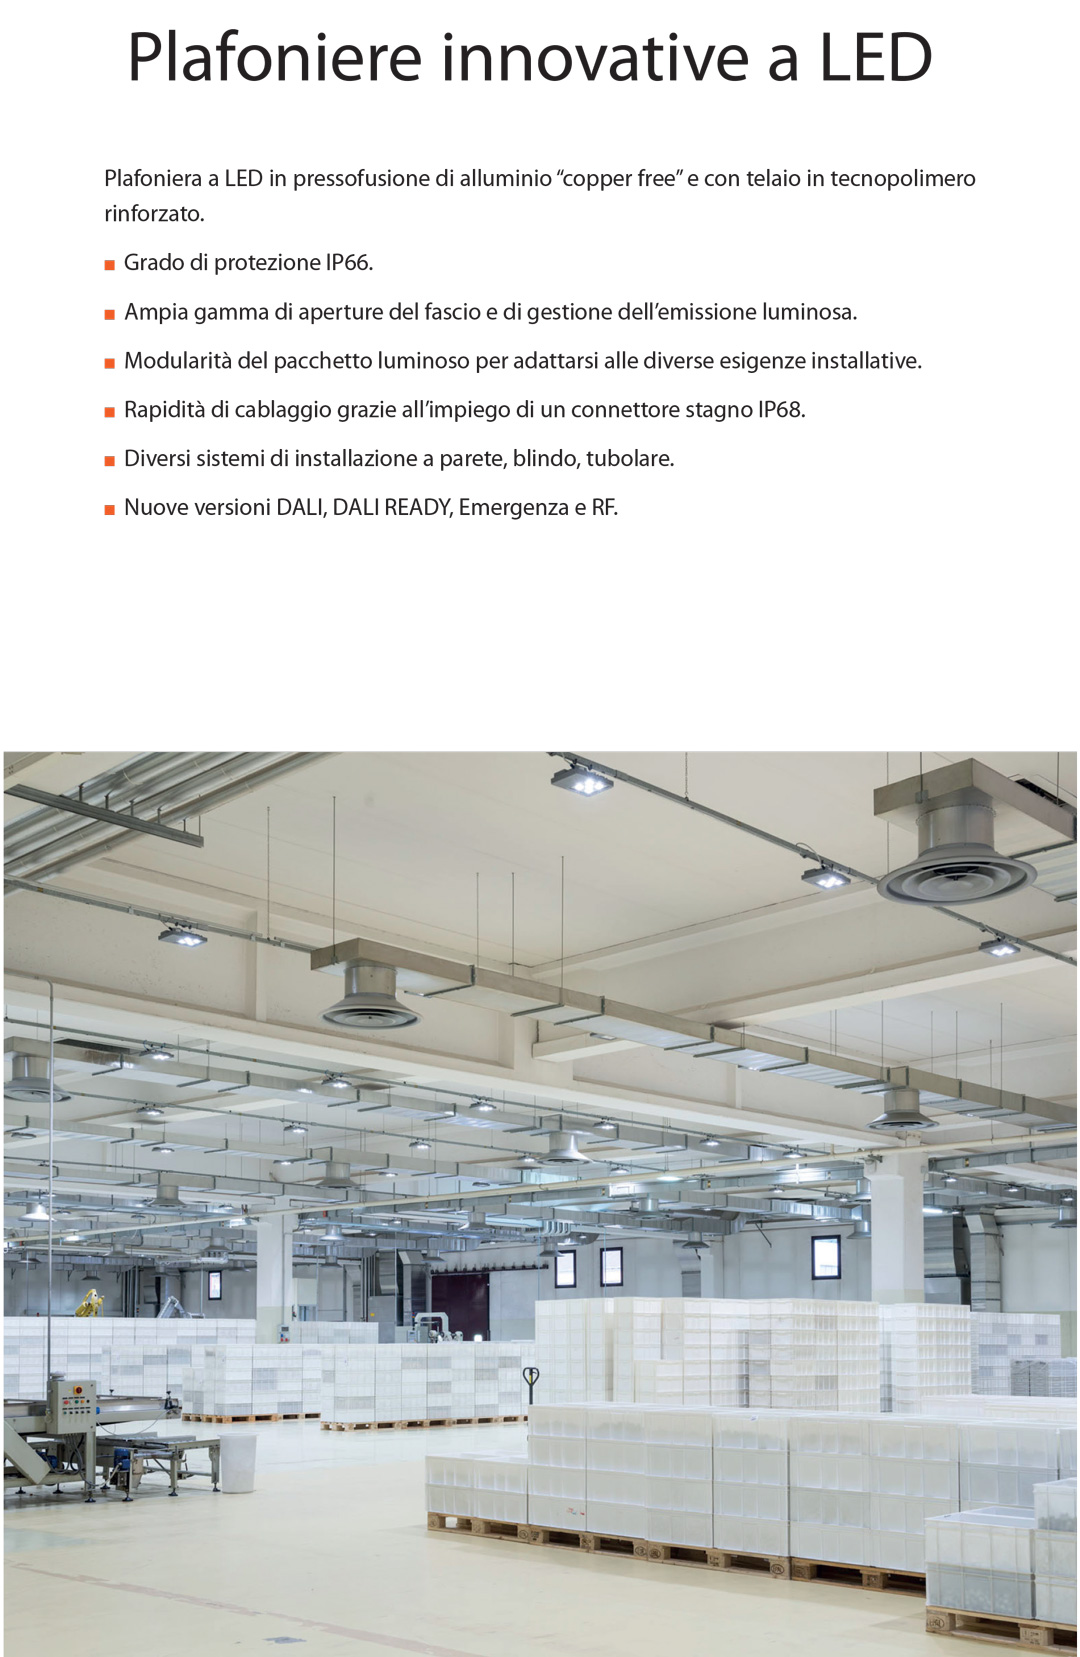 Plafoniere innovative a LED
Plafoniera a LED in pressofusione di alluminio “copper free” e con telaio in tecnopolimero
rinforzato.
Grado di protezione IP66.
Ampia gamma di aperture del fascio e di gestione dell’emissione luminosa.
Modularità del pacchetto luminoso per adattarsi alle diverse esigenze installative.
Rapidità di cablaggio grazie all’impiego di un connettore stagno IP68.
Diversi sistemi di installazione a parete, blindo, tubolare.
Nuove versioni DALI, DALI READY, Emergenza e RF.